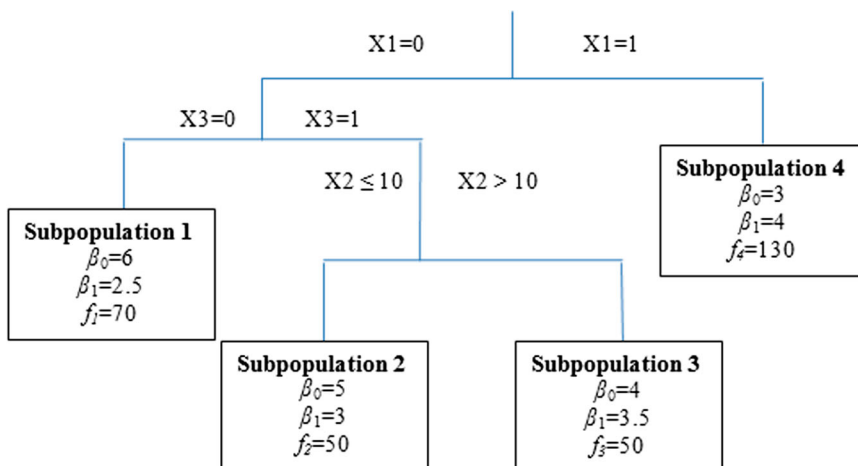 X1=0 X1=1
X3=0 X3=1
X2 ≤ 10 X2 > 10
Subpopulation 4
β₀=3
β₁=4
f₄=130
Subpopulation 1
β₀=6
β₁=2.5
f₁=70
Subpopulation 2
β₀=5
β₁=3
f₂=50
Subpopulation 3
β₀=4
β₁=3.5
f₃=50